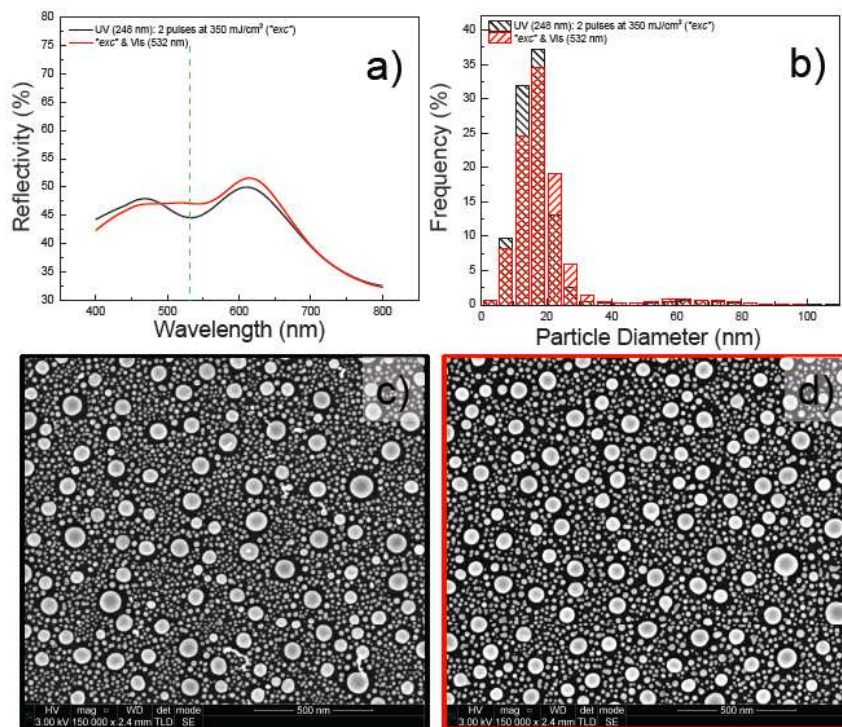 UV (248 nm): 2 pulses at 350 mJ/cm² ("exc")
"exc" & Vis (532 nm)
a)
80
75
70
65
60
55
50
45
40
35
30
Reflectivity (%)
400 500 600 700 800
Wavelength (nm)
UV (248 nm): 2 pulses at 350 mJ/cm² ("exc")
"exc" & Vis (532 nm)
b)
40
35
30
25
20
15
10
5
0
Frequency (%)
0 20 40 60 80 100
Particle Diameter (nm)
c)
HV mag WD det mode
3.00 kV 150 000 x 2.4 mm TLD SE
500 nm
d)
HV mag WD det mode
3.00 kV 150 000 x 2.4 mm TLD SE
500 nm